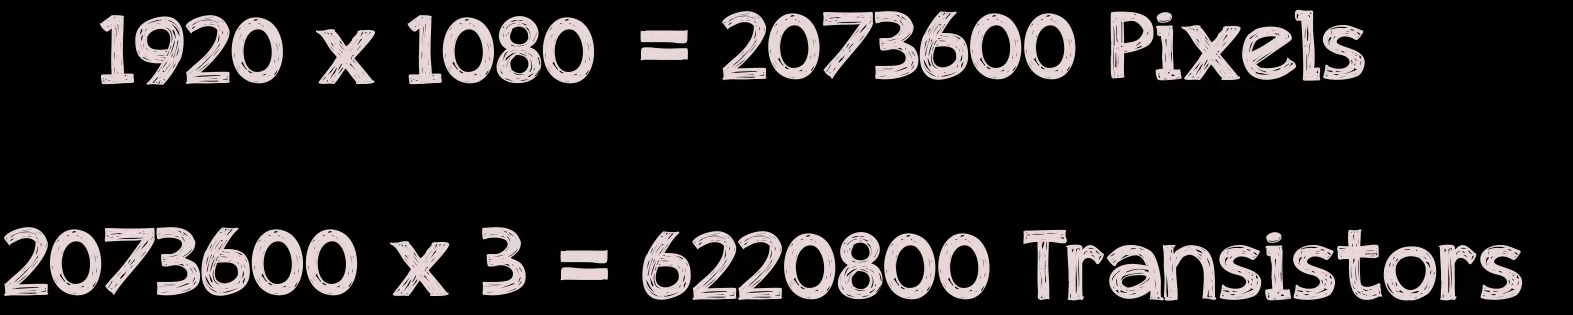 1920 x 1080 = 2073600 Pixels
2073600 x 3 = 6220800 Transistors